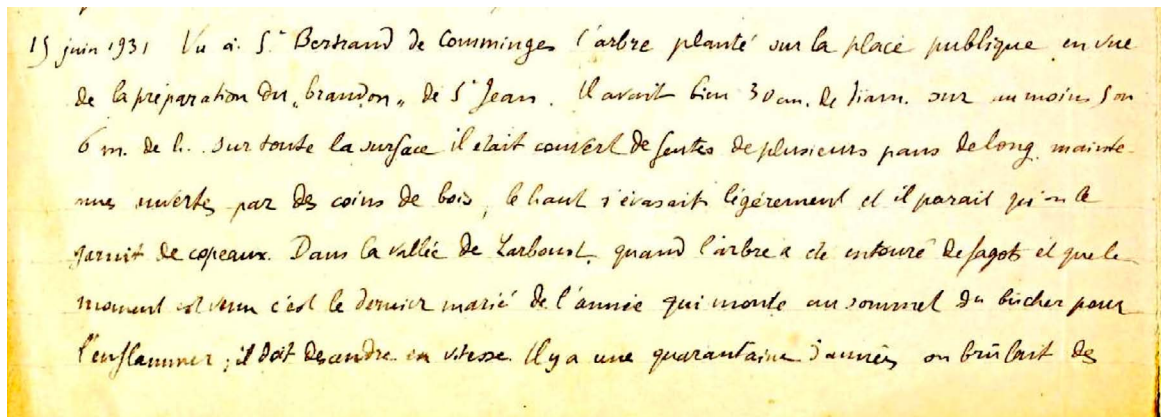 15 juin 1931 Vu à St Bertrand de Comminges l'arbre planté sur la place publique en vue
de la préparation du „brandon„ de St Jean. Il avait bien 30 cm. de diam. sur au moins 5 ou
6 m. de h.. sur toute la surface il était couvert de fentes de plusieurs pans de long, mainte-
nues ouvertes par des coins de bois, le haut s'évasait légèrement et il parait qu'on le
garnit de copeaux. Dans la vallée de Larboust, quand l'arbre a été entouré de fagots et que le
moment est venu c'est le dernier marié de l'année qui monte au sommet du bûcher pour
l'enflammer ; il doit descendre en vitesse. Il y a une quarantaine d'années on brûlait des